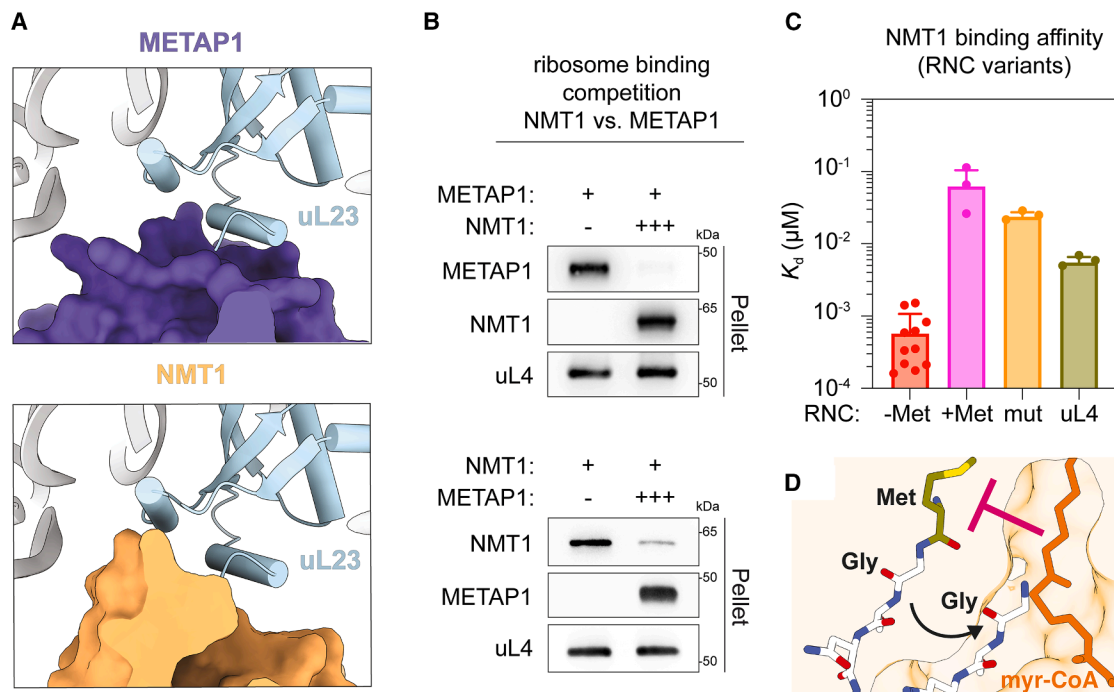 A
METAP1
uL23
NMT1
uL23
B
ribosome binding
competition
NMT1 vs. METAP1
METAP1: + +
NMT1: - +++
kDa
METAP1 -50
NMT1 -65
uL4 -50
Pellet
NMT1: + +
METAP1: - +++
kDa
NMT1 -65
METAP1 -50
uL4 -50
Pellet
C
NMT1 binding affinity
(RNC variants)
Kd (µM)
10⁰
10⁻¹
10⁻²
10⁻³
10⁻⁴
RNC: -Met +Met mut uL4
D
Met
Gly
Gly
myr-CoA